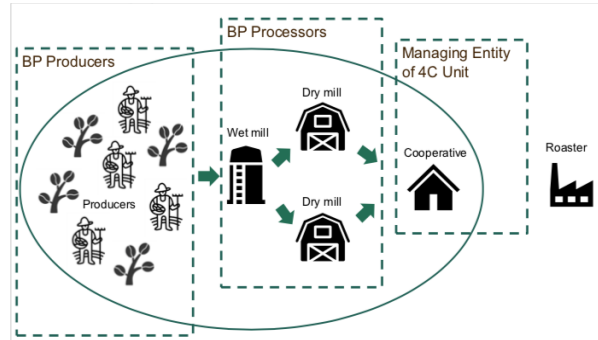 BP Producers
BP Processors
Managing Entity
of 4C Unit
Dry mill
Wet mill
Cooperative
Roaster
Producers
Dry mill